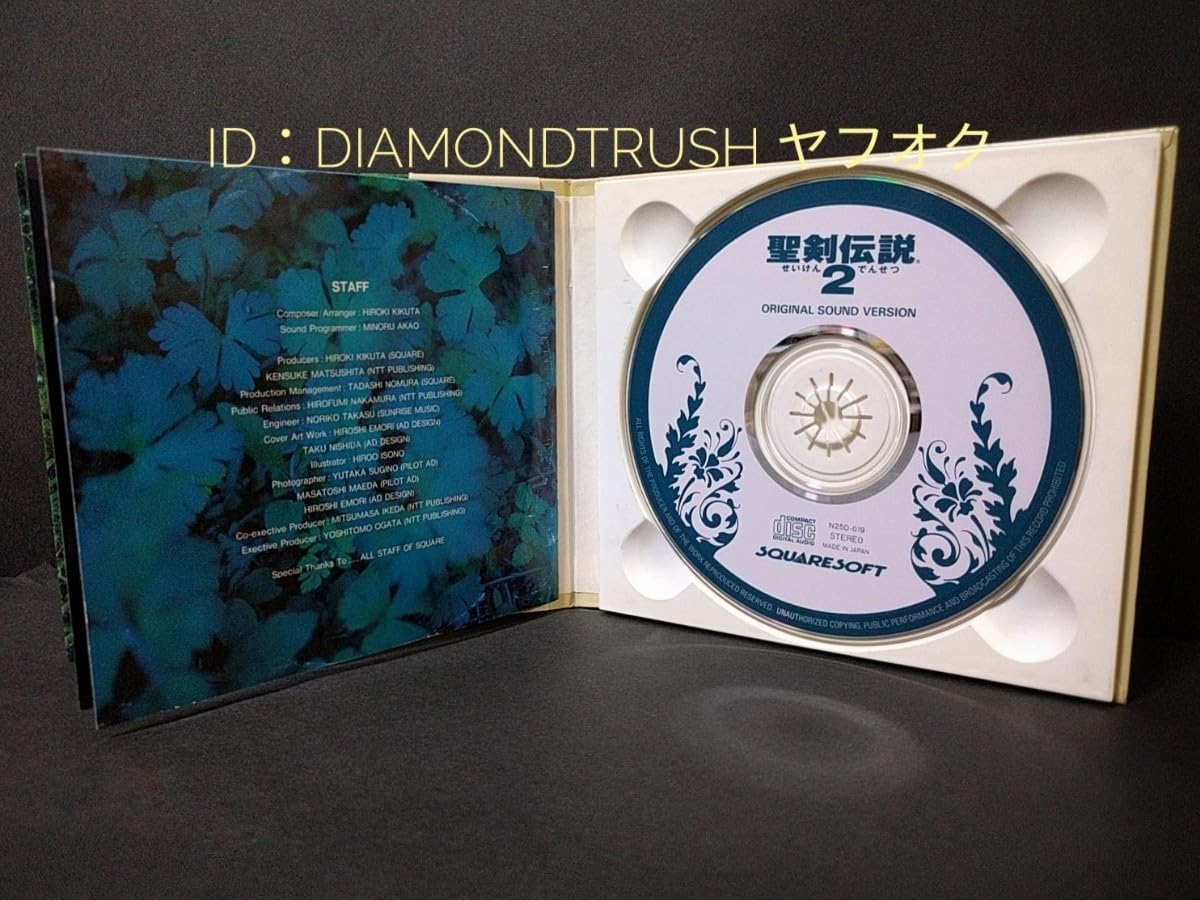 ID：DIAMONDTRUSH ヤフオク
STAFF
Composer/Arranger : HIROKI KIKUTA
Sound Programmer : MINORU AKAO
Producers : HIROKI KIKUTA (SQUARE)
KENSUKE MATSUSHITA (NTT PUBLISHING)
Production Management : TADASHI NOMURA (SQUARE)
Public Relations : HIROFUMI NAKAMURA (NTT PUBLISHING)
Engineer : NORIKO TAKASU (SUNRISE MUSIC)
Cover Art Work : HIROSHI EMORI (AD DESIGN)
TAKU NISHIDA (AD DESIGN)
Illustrator : HIROO ISONO
Photographer : YUTAKA SUGINO (PILOT AD)
MASATOSHI MAEDA (PILOT AD)
HIROSHI EMORI (AD DESIGN)
Co-exective Producer : MITSUMASA IKEDA (NTT PUBLISHING)
Exective Producer : YOSHITOMO OGATA (NTT PUBLISHING)
Special Thanks To.....ALL STAFF OF SQUARE
聖剣伝説
せいけん 2 でんせつ
ORIGINAL SOUND VERSION
COMPACT disc DIGITAL AUDIO
N25D-019
STEREO
MADE IN JAPAN
SQUARESOFT
ALL RIGHTS OF THE PRODUCER AND OF THE WORK REPRODUCED RESERVED. UNAUTHORIZED COPYING, PUBLIC PERFORMANCE AND BROADCASTING OF THIS RECORD PROHIBITED